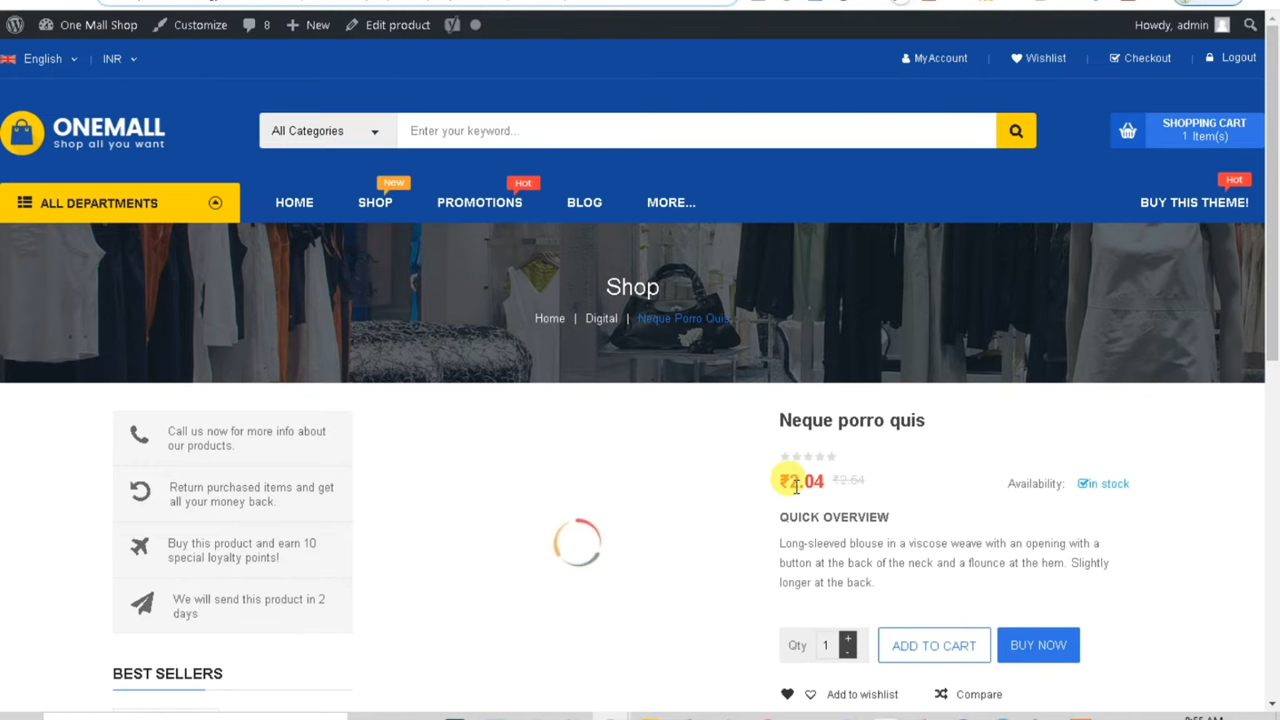 One Mall Shop Customize 8 New Edit product Howdy, admin
English INR MyAccount Wishlist Checkout Logout
ONEMALL
Shop all you want
All Categories Enter your keyword...
SHOPPING CART
1 Item(s)
New Hot Hot
ALL DEPARTMENTS HOME SHOP PROMOTIONS BLOG MORE... BUY THIS THEME!
Shop
Home | Digital | Neque Porro Quis
Call us now for more info about
our products.
Return purchased items and get
all your money back.
Buy this product and earn 10
special loyalty points!
We will send this product in 2
days
BEST SELLERS
Neque porro quis
₹2.04 ₹2.64 Availability: in stock
QUICK OVERVIEW
Long-sleeved blouse in a viscose weave with an opening with a
button at the back of the neck and a flounce at the hem. Slightly
longer at the back.
Qty 1 + - ADD TO CART BUY NOW
Add to wishlist Compare